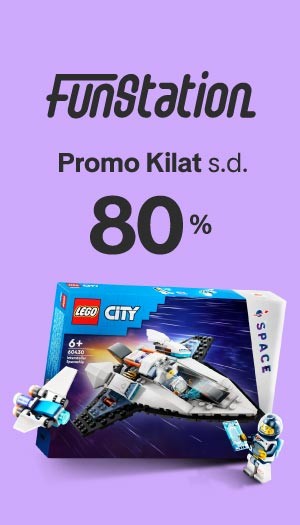 FunStation
Promo Kilat s.d.
80%
LEGO CITY
6+
60430
SPACE